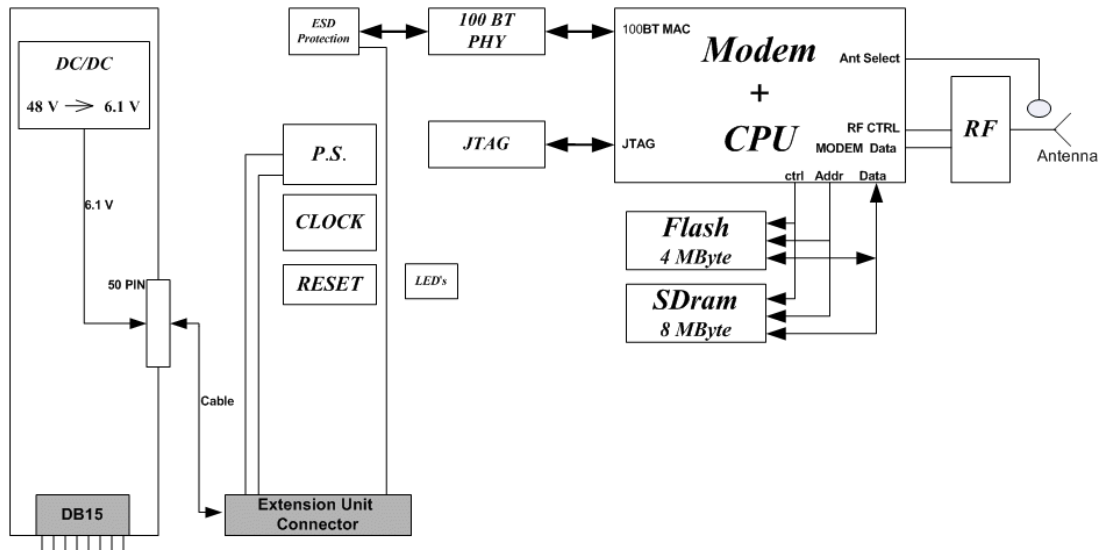 DC/DC
48 V
6.1 V
6.1 V
50 PIN
Cable
DB15
ESD
Protection
P.S.
CLOCK
RESET
LED's
Extension Unit
Connector
100 BT
PHY
JTAG
100BT MAC
Modem
+
CPU
Ant Select
RF CTRL
JTAG
MODEM Data
ctrl Addr Data
RF
Antenna
Flash
4 MByte
SDram
8 MByte